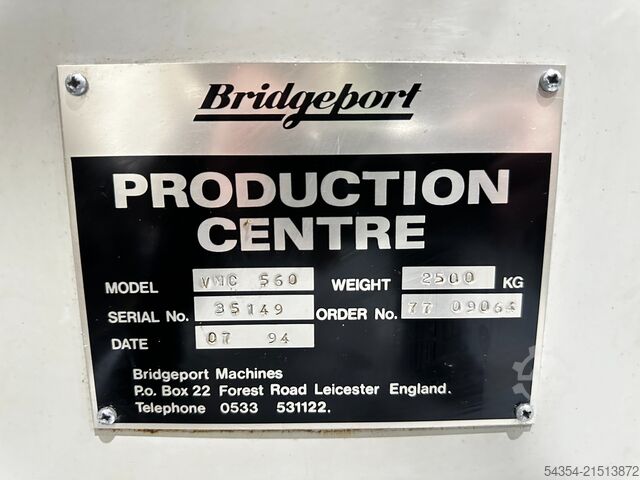 Bridgeport
PRODUCTION
CENTRE
MODEL VMC 560 WEIGHT 2500 KG
SERIAL No. 35149 ORDER No. 77
DATE 07 94
Bridgeport Machines
P.o. Box 22 Forest Road Leicester England.
Telephone 0533 531122.
54354-21513872